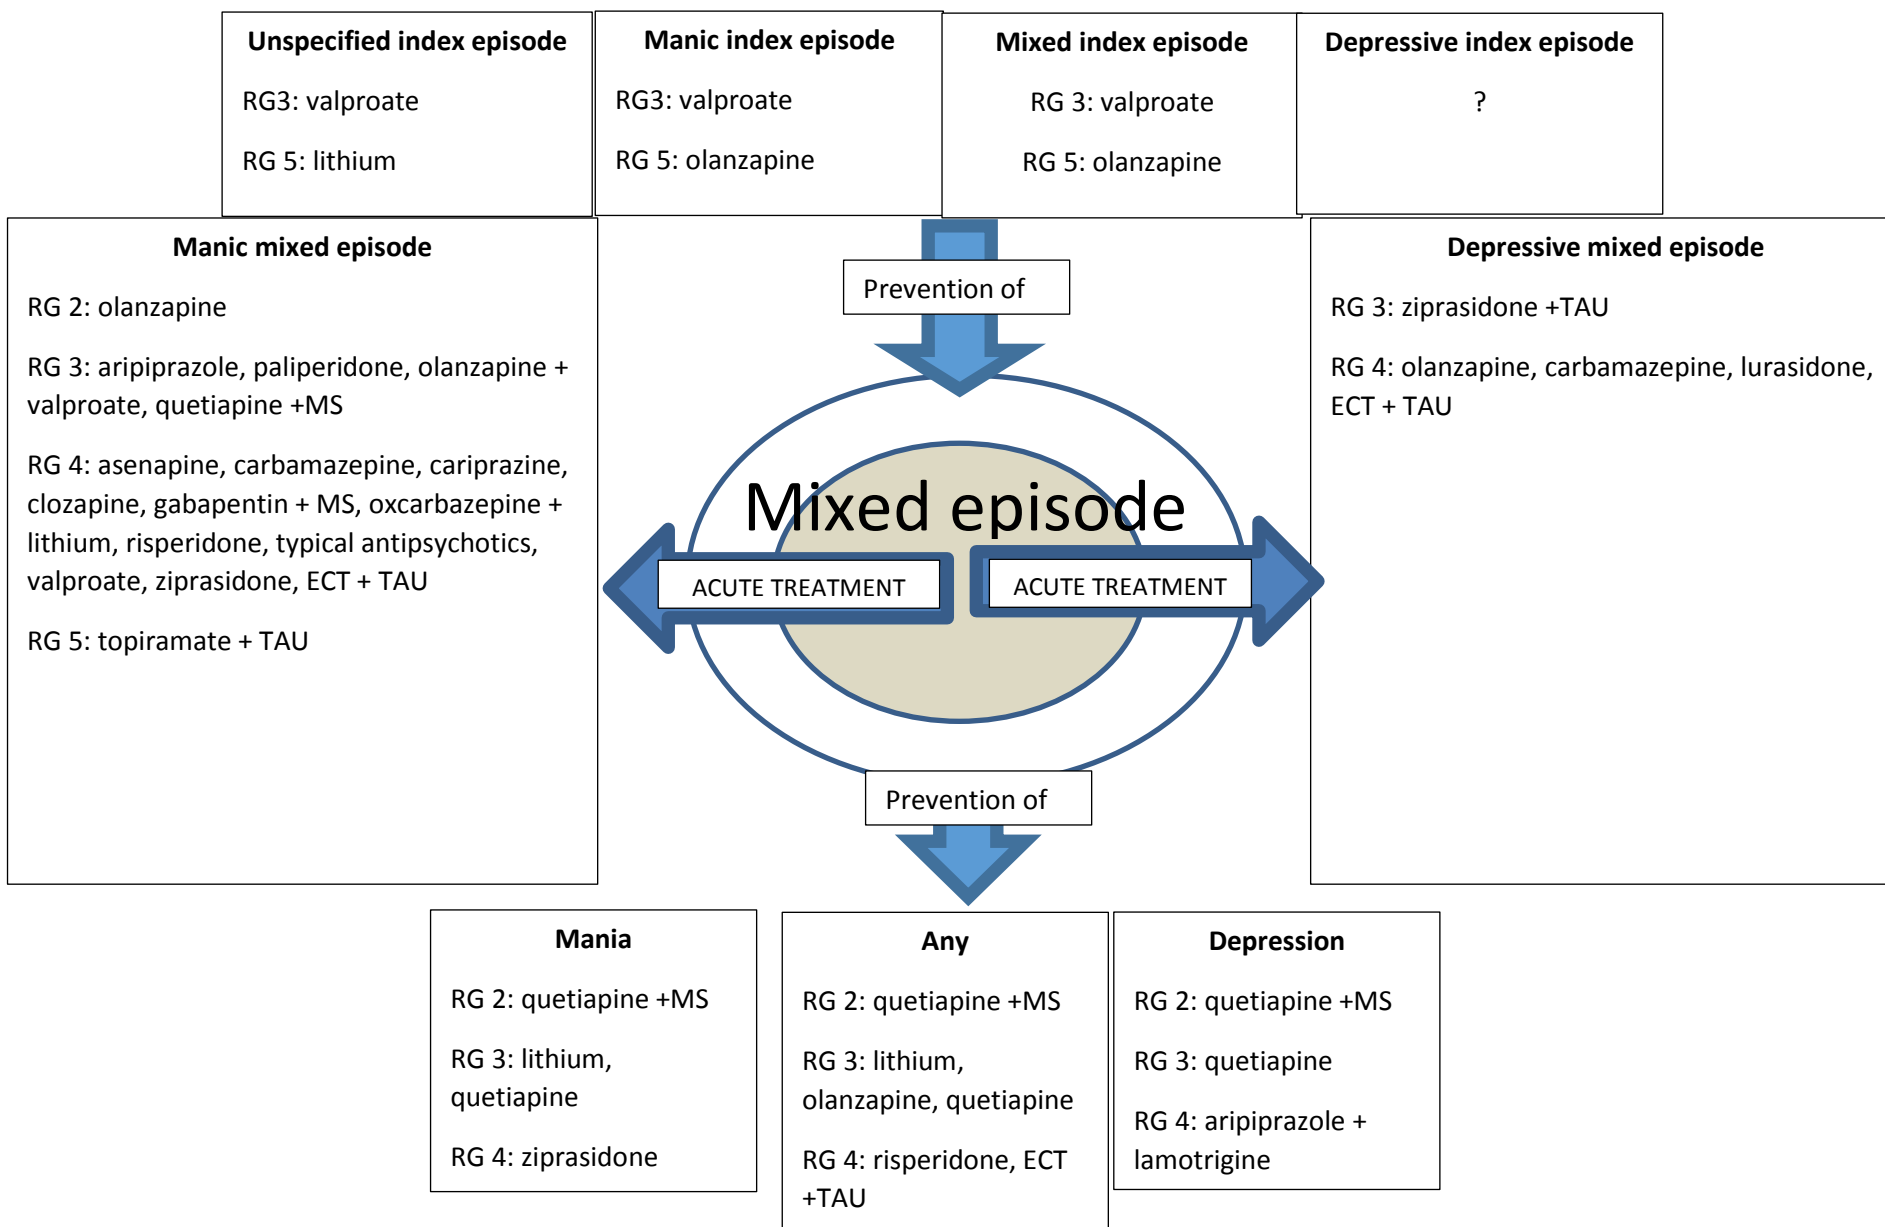 Unspecified index episode
RG3: valproate
RG 5: lithium
Manic index episode
RG3: valproate
RG 5: olanzapine
Mixed index episode
RG 3: valproate
RG 5: olanzapine
Depressive index episode
?
Manic mixed episode
RG 2: olanzapine
RG 3: aripiprazole, paliperidone, olanzapine +
valproate, quetiapine +MS
RG 4: asenapine, carbamazepine, cariprazine,
clozapine, gabapentin + MS, oxcarbazepine +
lithium, risperidone, typical antipsychotics,
valproate, ziprasidone, ECT + TAU
RG 5: topiramate + TAU
Prevention of
Depressive mixed episode
RG 3: ziprasidone +TAU
RG 4: olanzapine, carbamazepine, lurasidone,
ECT + TAU
Mixed episode
ACUTE TREATMENT
ACUTE TREATMENT
Prevention of
Mania
RG 2: quetiapine +MS
RG 3: lithium,
quetiapine
RG 4: ziprasidone
Any
RG 2: quetiapine +MS
RG 3: lithium,
olanzapine, quetiapine
RG 4: risperidone, ECT
+TAU
Depression
RG 2: quetiapine +MS
RG 3: quetiapine
RG 4: aripiprazole +
lamotrigine